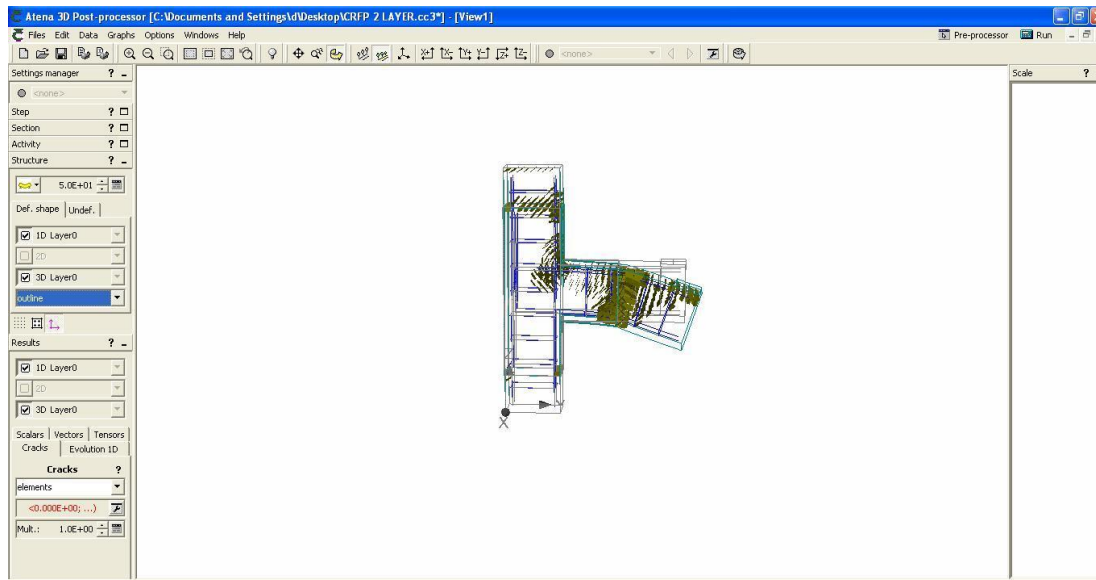 Atena 3D Post-processor [C:\Documents and Settings\d\Desktop\CRFP 2 LAYER.cc3*] - [View1]
Files Edit Data Graphs Options Windows Help
Pre-processor Run
<none>
Settings manager ?
<none>
Step ?
Section ?
Activity ?
Structure ?
5.0E+01
Def. shape Undef.
1D Layer0
2D
3D Layer0
outline
Results ?
1D Layer0
2D
3D Layer0
Scalars Vectors Tensors
Cracks Evolution 1D
Cracks ?
elements
<0.000E+00; ...)
Mult.: 1.0E+00
X
Y
Scale ?